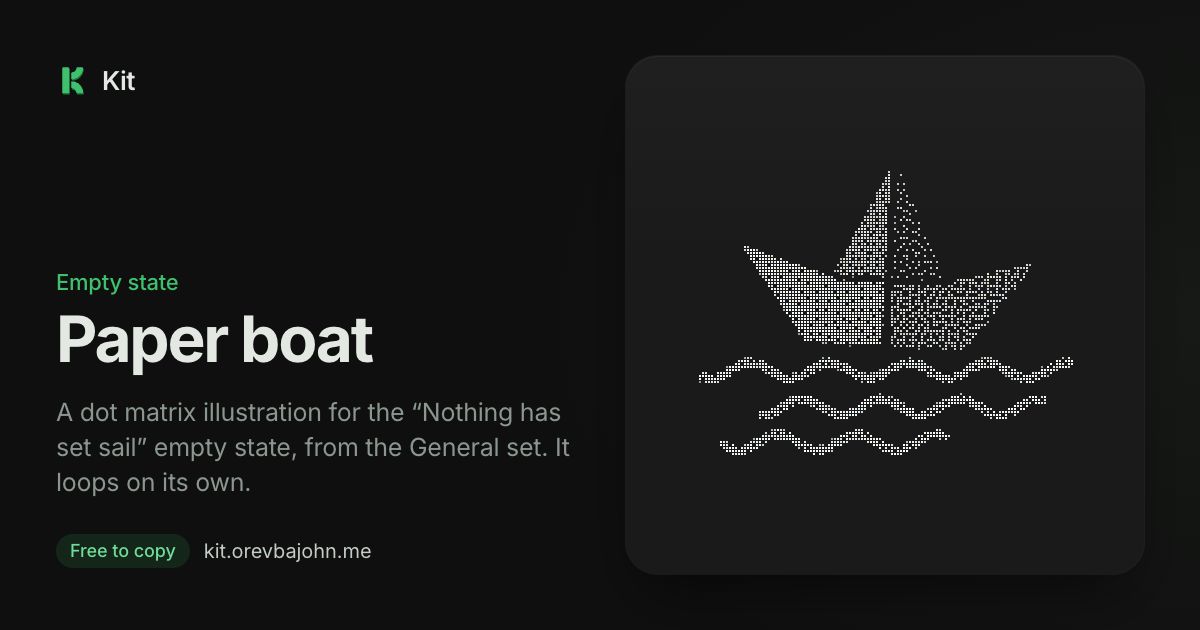 Kit
Empty state
Paper boat
A dot matrix illustration for the “Nothing has
set sail” empty state, from the General set. It
loops on its own.
Free to copy
kit.orevbajohn.me